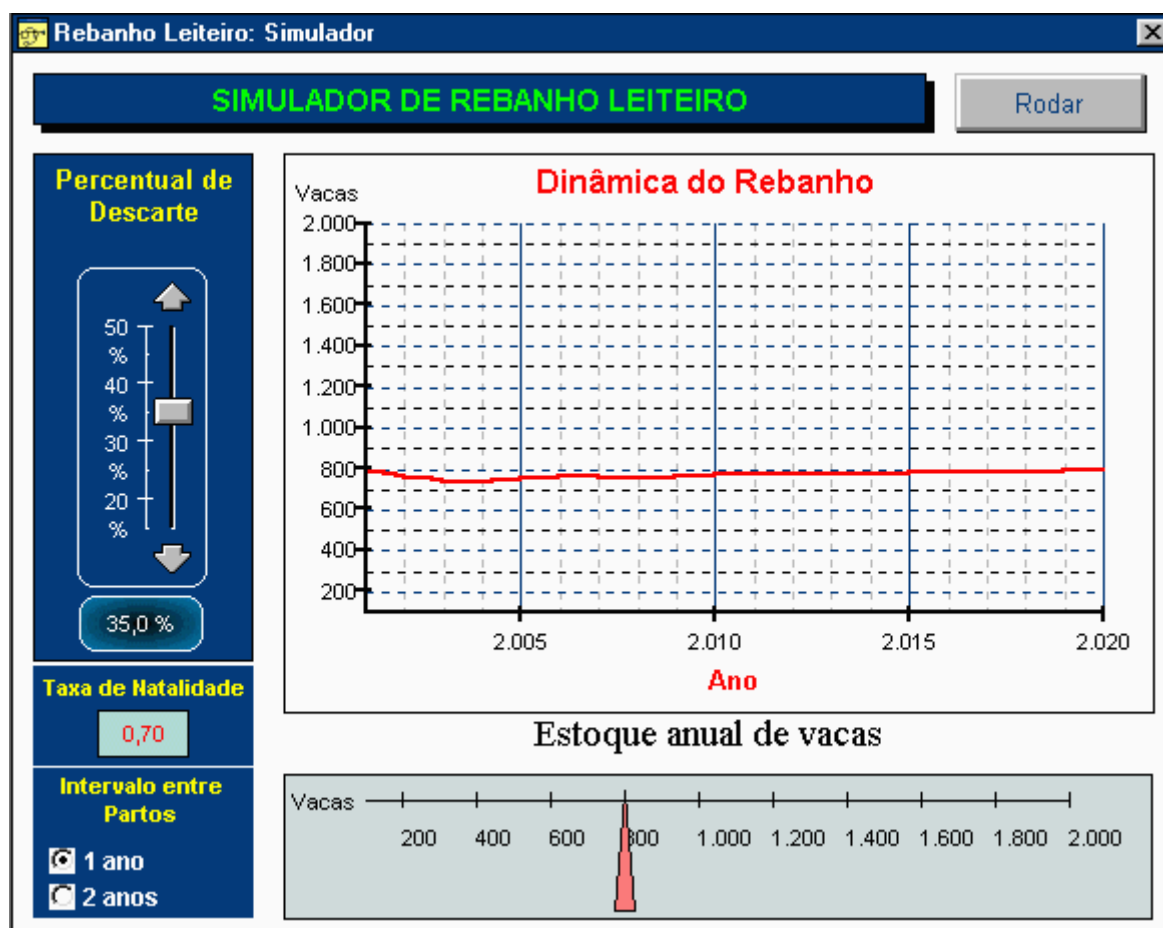 Rebanho Leiteiro: Simulador
SIMULADOR DE REBANHO LEITEIRO
Rodar
Percentual de
Descarte
50
%
40
%
30
%
20
%
35,0 %
Taxa de Natalidade
0,70
Intervalo entre
Partos
1 ano
2 anos
Dinâmica do Rebanho
Vacas
2.000
1.800
1.600
1.400
1.200
1.000
800
600
400
200
2.005 2.010 2.015 2.020
Ano
Estoque anual de vacas
Vacas
200 400 600 800 1.000 1.200 1.400 1.600 1.800 2.000